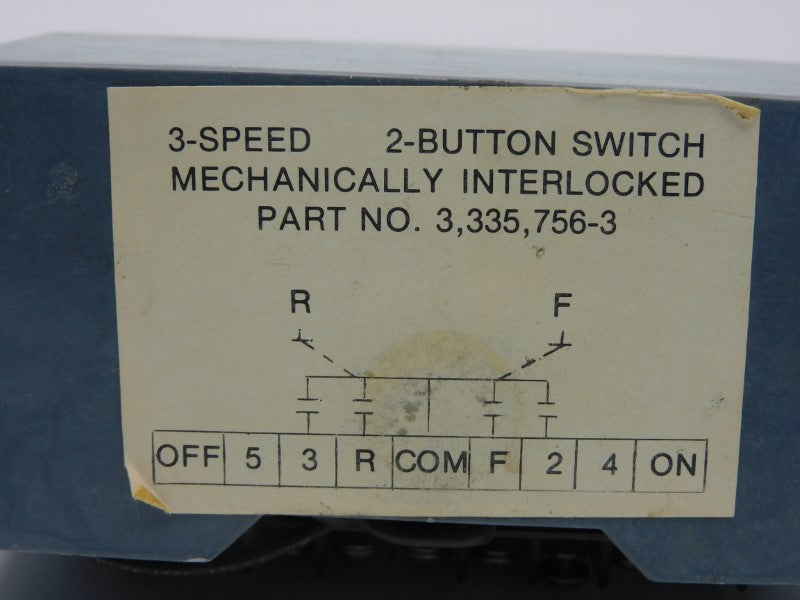 3-SPEED 2-BUTTON SWITCH
MECHANICALLY INTERLOCKED
PART NO. 3,335,756-3
R F
OFF 5 3 R COM F 2 4 ON